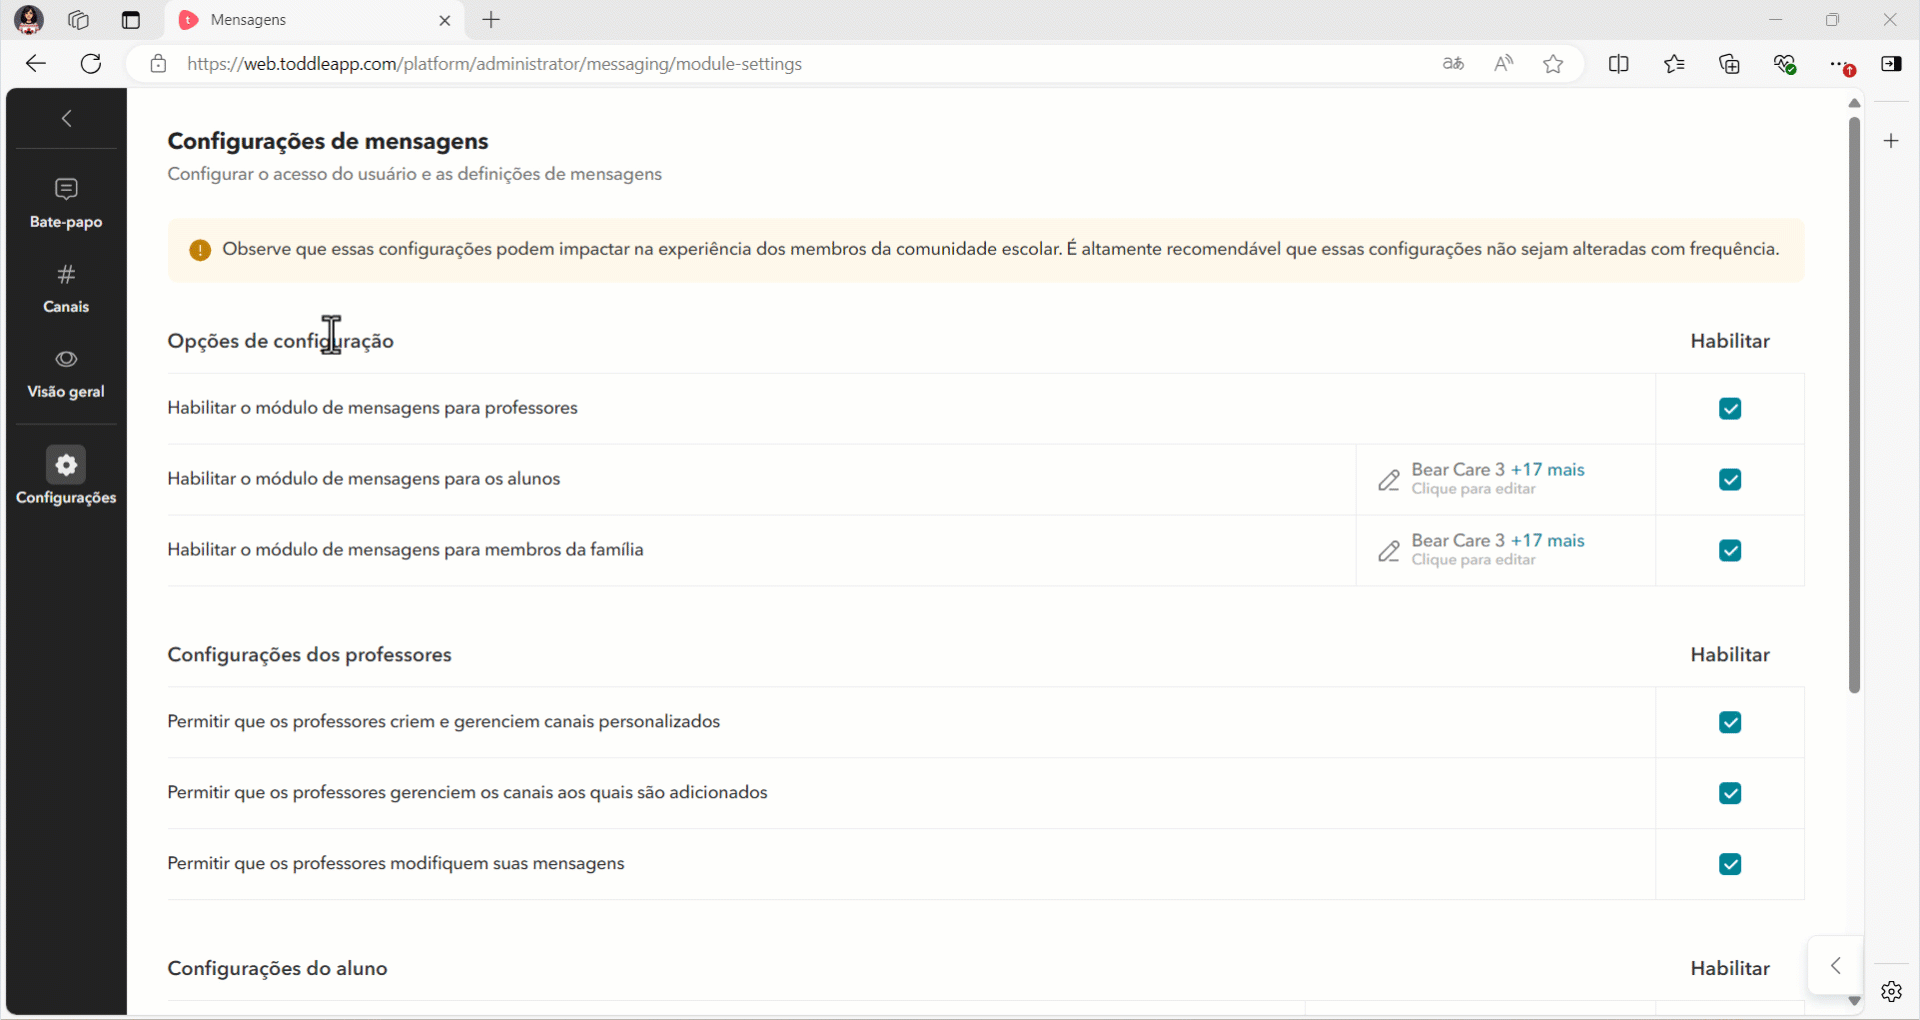 Mensagens
https://web.toddleapp.com/platform/administrator/messaging/module-settings
Bate-papo
Canais
Visão geral
Configurações
Configurações de mensagens
Configurar o acesso do usuário e as definições de mensagens
Observe que essas configurações podem impactar na experiência dos membros da comunidade escolar. É altamente recomendável que essas configurações não sejam alteradas com frequência.
Opções de configuração Habilitar
Habilitar o módulo de mensagens para professores
Habilitar o módulo de mensagens para os alunos
Bear Care 3 +17 mais
Clique para editar
Habilitar o módulo de mensagens para membros da família
Bear Care 3 +17 mais
Clique para editar
Configurações dos professores Habilitar
Permitir que os professores criem e gerenciem canais personalizados
Permitir que os professores gerenciem os canais aos quais são adicionados
Permitir que os professores modifiquem suas mensagens
Configurações do aluno Habilitar